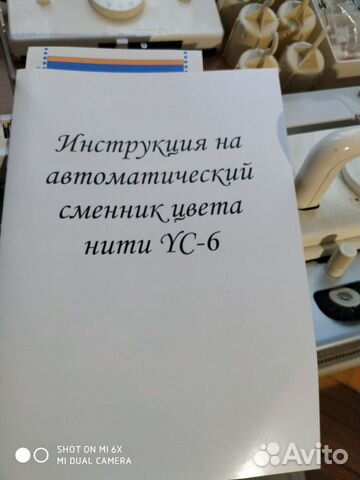 Инструкция на
автоматический
сменник цвета
нити YC-6
SHOT ON MI 6X
MI DUAL CAMERA
Avito